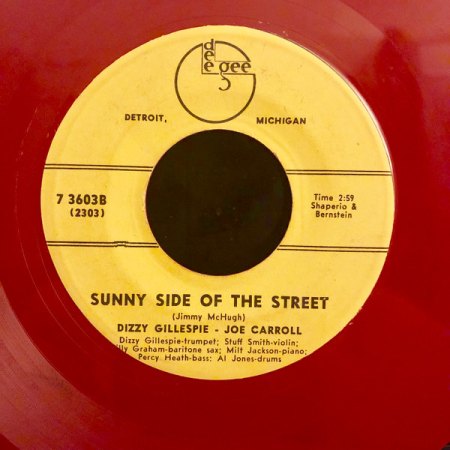 dee gee
DETROIT, MICHIGAN
7 3603B
(2303)
Time 2:59
Shaperio &
Bernstein
SUNNY SIDE OF THE STREET
(Jimmy McHugh)
DIZZY GILLESPIE - JOE CARROLL
Dizzy Gillespie-trumpet; Stuff Smith-violin;
lly Graham-baritone sax; Milt Jackson-piano;
Percy Heath-bass; Al Jones-drums